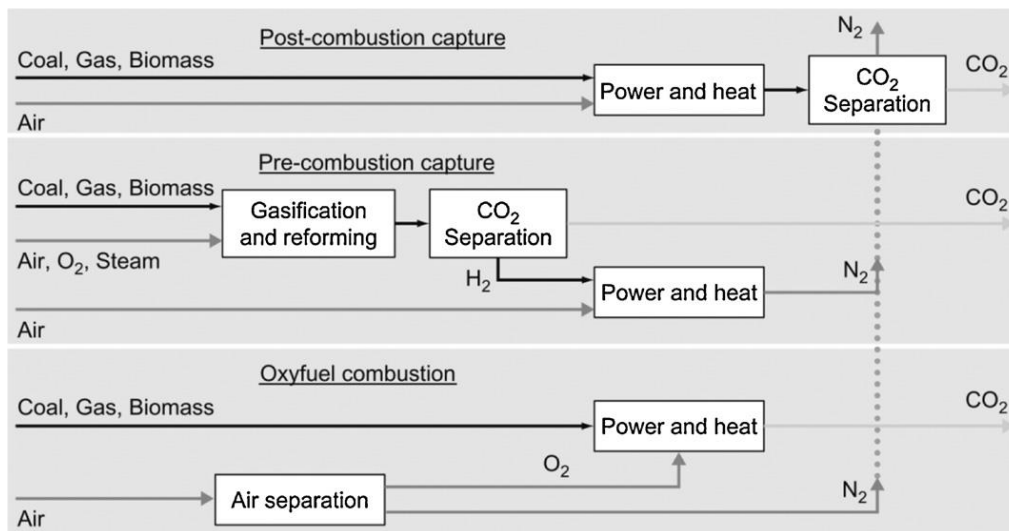 Post-combustion capture
N₂
Coal, Gas, Biomass
CO₂
Power and heat
CO₂
Separation
Air
Pre-combustion capture
Coal, Gas, Biomass
CO₂
Gasification
and reforming
CO₂
Separation
Air, O₂, Steam
H₂
N₂
Power and heat
Air
Oxyfuel combustion
Coal, Gas, Biomass
CO₂
Power and heat
O₂
Air separation
N₂
Air